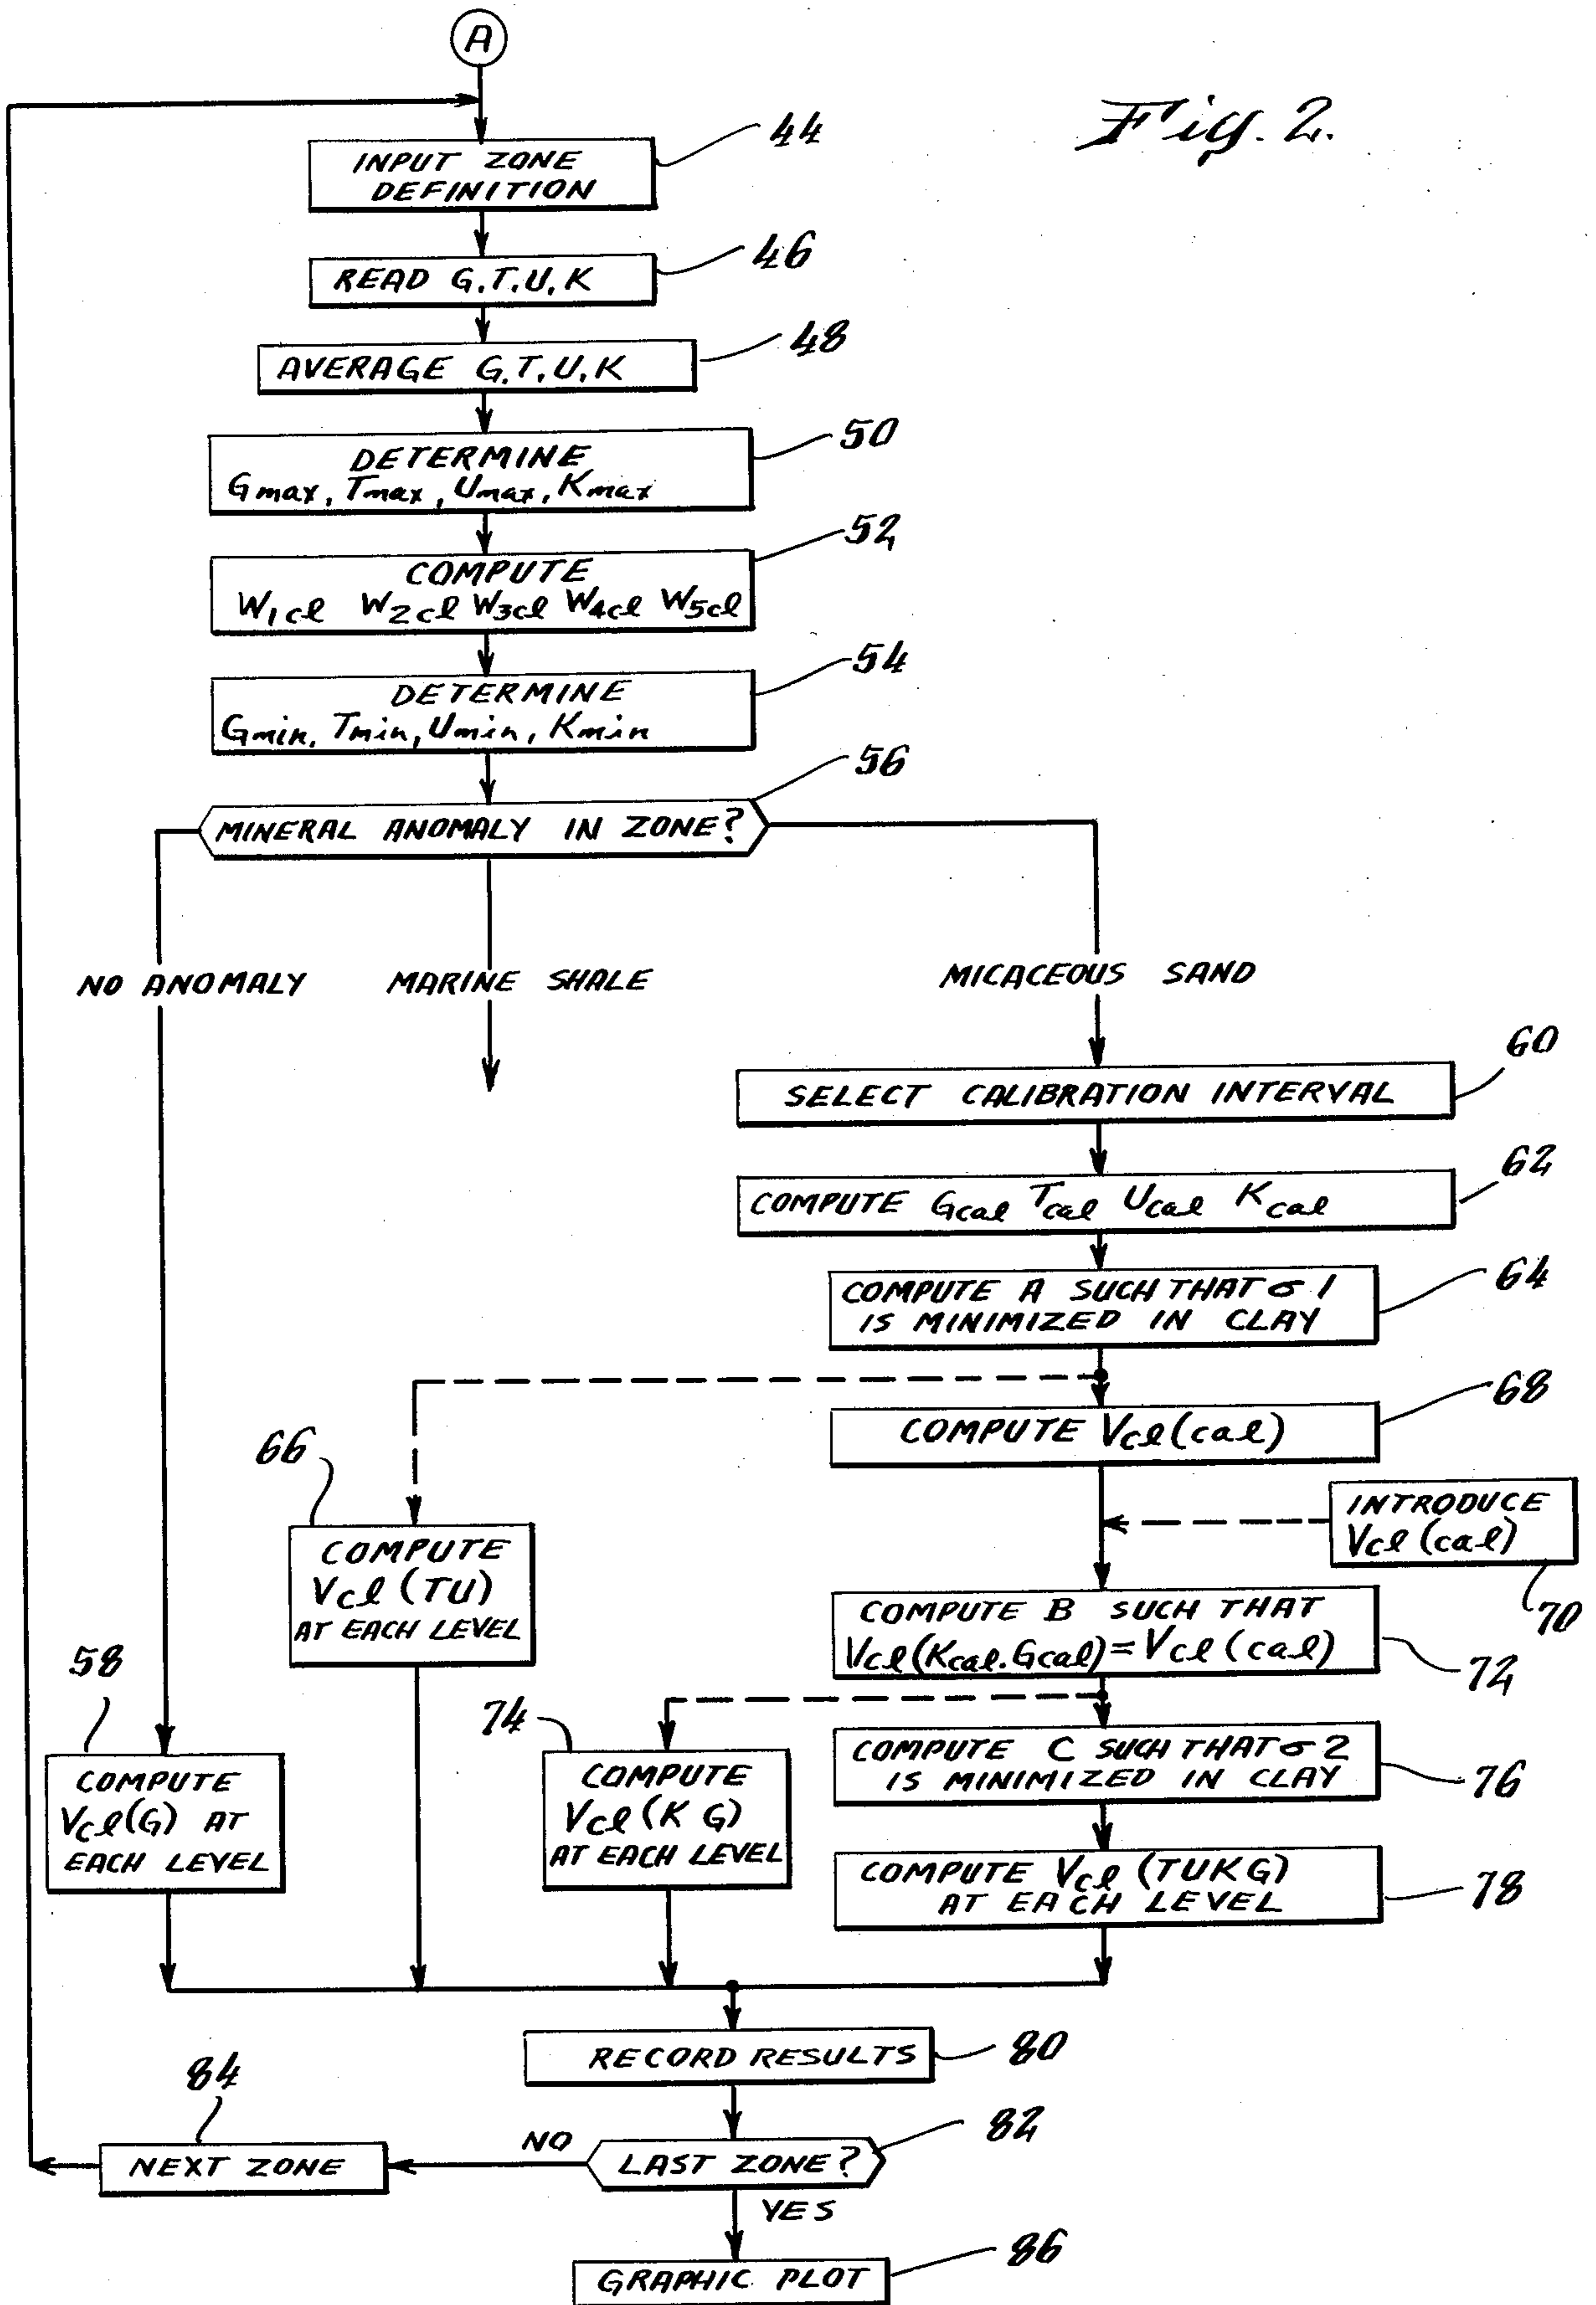 A
Fig. 2.
44
INPUT ZONE
DEFINITION
46
READ G.T.U.K
48
AVERAGE G.T.U.K
50
DETERMINE
Gmax, Tmax, Umax, Kmax
52
COMPUTE
W1cl W2cl W3cl W4cl W5cl
54
DETERMINE
Gmin, Tmin, Umin, Kmin
56
MINERAL ANOMALY IN ZONE?
NO ANOMALY
MARINE SHALE
MICACEOUS SAND
60
SELECT CALIBRATION INTERVAL
62
COMPUTE Gcal Tcal Ucal Kcal
64
COMPUTE A SUCH THAT σ1
IS MINIMIZED IN CLAY
68
COMPUTE Vcl(cal)
66
COMPUTE
Vcl (TU)
AT EACH LEVEL
INTRODUCE
Vcl (cal)
70
COMPUTE B SUCH THAT
Vcl(Kcal.Gcal)=Vcl (cal)
72
58
COMPUTE
Vcl(G) AT
EACH LEVEL
74
COMPUTE
Vcl (K G)
AT EACH LEVEL
COMPUTE C SUCH THAT σ2
IS MINIMIZED IN CLAY
76
COMPUTE Vcl (TUKG)
AT EACH LEVEL
78
RECORD RESULTS
80
84
NEXT ZONE
NO
LAST ZONE?
82
YES
GRAPHIC PLOT
86